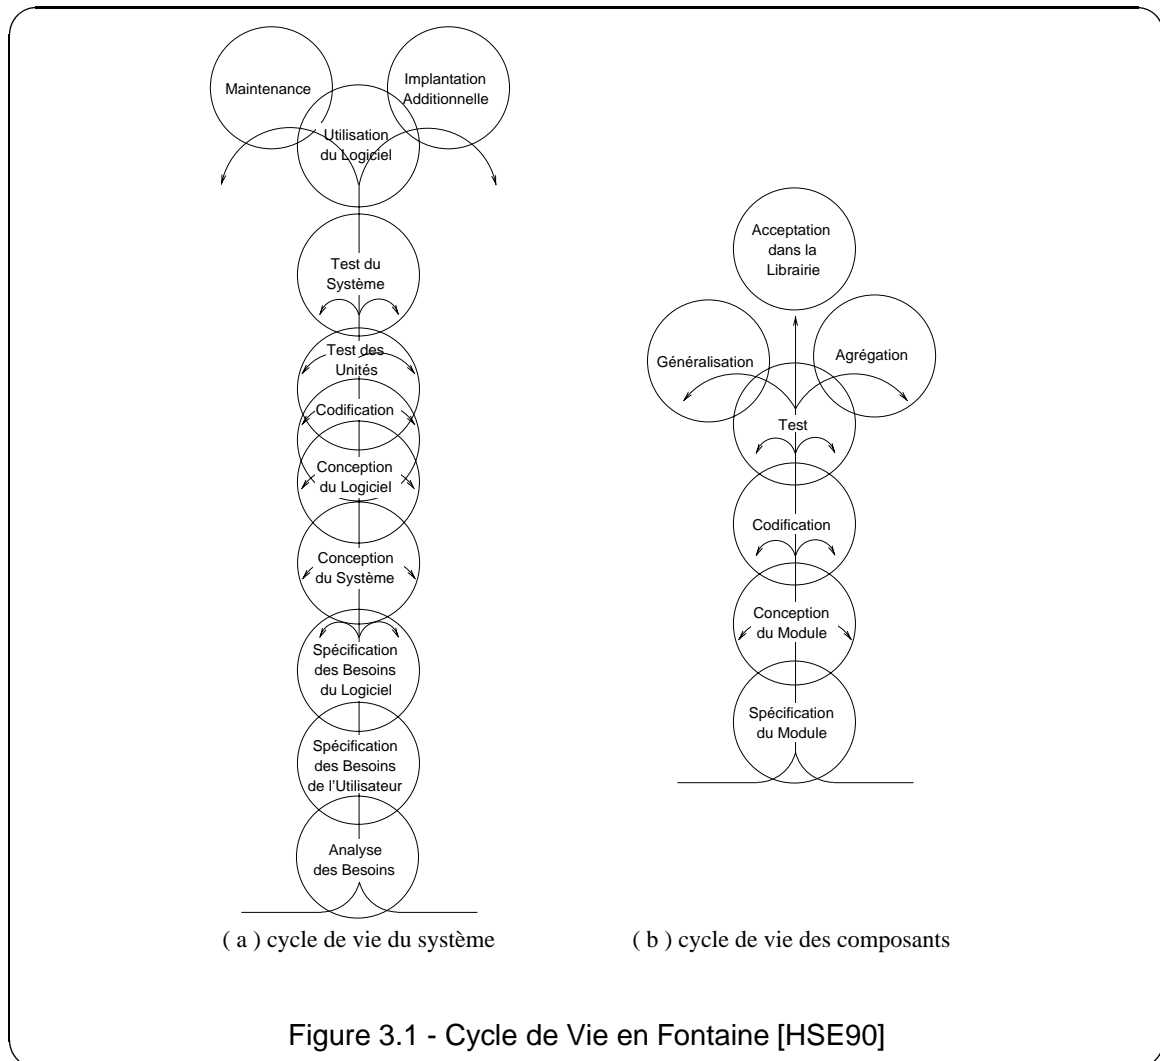 Maintenance
Implantation
Additionnelle
Utilisation
du Logiciel
Test du
Système
Test des
Unités
Codification
Conception
du Logiciel
Conception
du Système
Spécification
des Besoins
du Logiciel
Spécification
des Besoins
de l'Utilisateur
Analyse
des Besoins
( a ) cycle de vie du système
Acceptation
dans la
Librairie
Généralisation
Agrégation
Test
Codification
Conception
du Module
Spécification
du Module
( b ) cycle de vie des composants
Figure 3.1 - Cycle de Vie en Fontaine [HSE90]